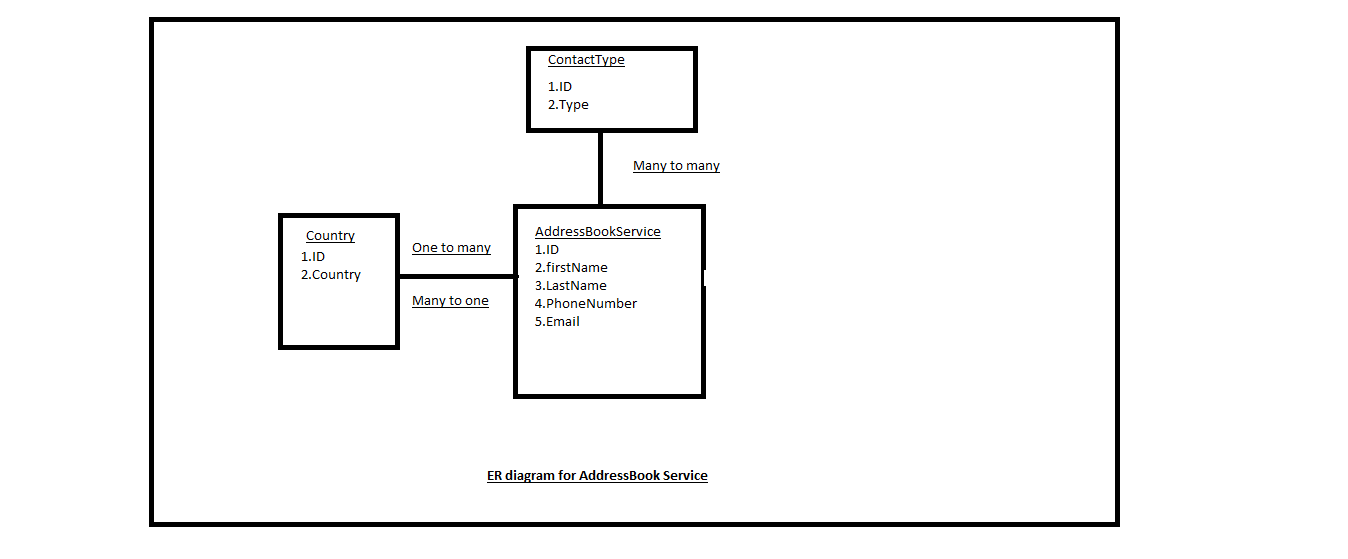 ContactType
1.ID
2.Type
Many to many
Country
1.ID
2.Country
One to many
Many to one
AddressBookService
1.ID
2.firstName
3.LastName
4.PhoneNumber
5.Email
ER diagram for AddressBook Service